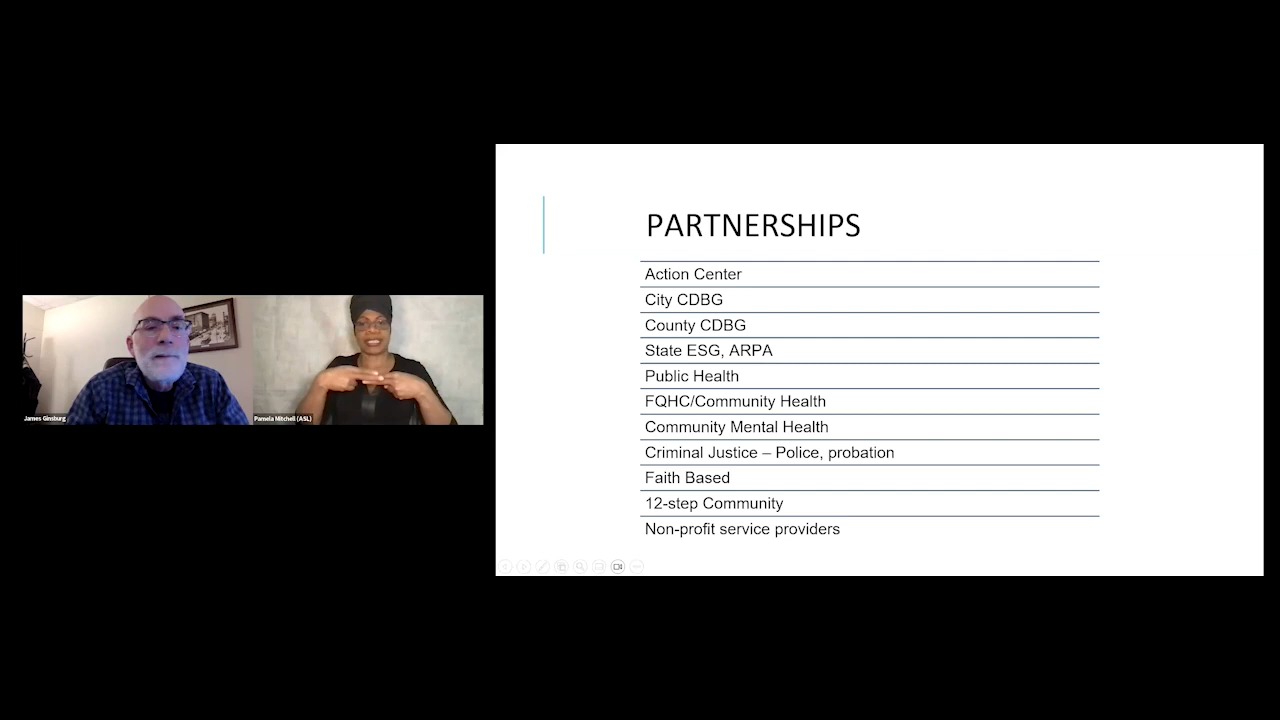 PARTNERSHIPS
Action Center
City CDBG
County CDBG
State ESG, ARPA
Public Health
FQHC/Community Health
Community Mental Health
Criminal Justice – Police, probation
Faith Based
12-step Community
Non-profit service providers
James Ginsburg
Pamela Mitchell (ASL)